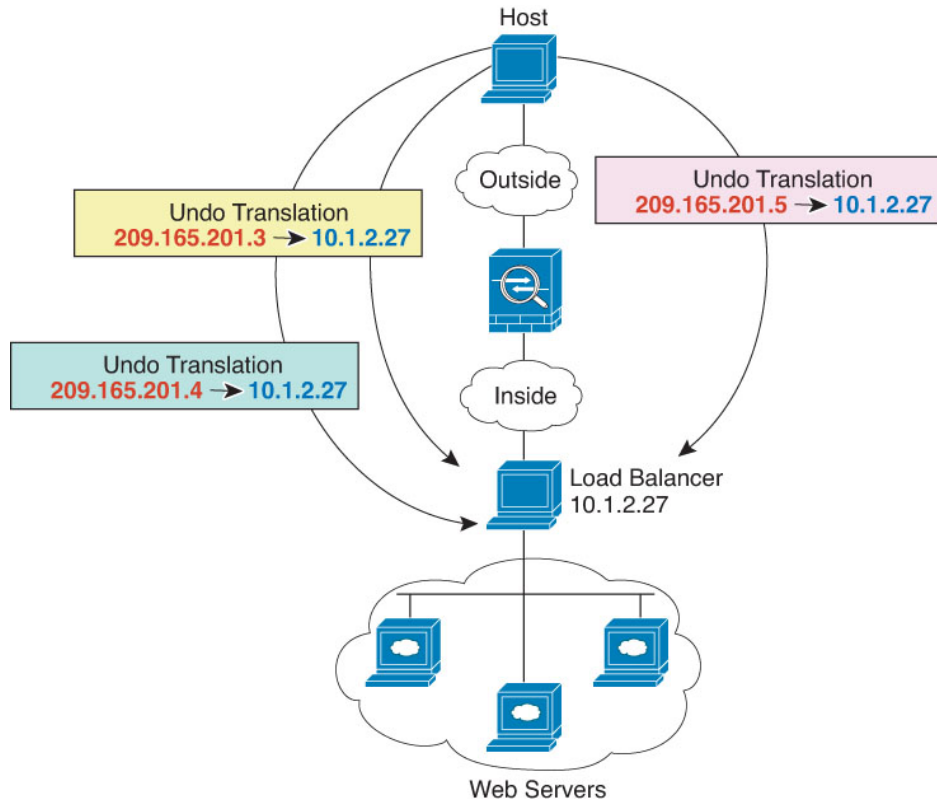 Host
Outside
Undo Translation
209.165.201.3 → 10.1.2.27
Undo Translation
209.165.201.5 → 10.1.2.27
Undo Translation
209.165.201.4 → 10.1.2.27
Inside
Load Balancer
10.1.2.27
Web Servers